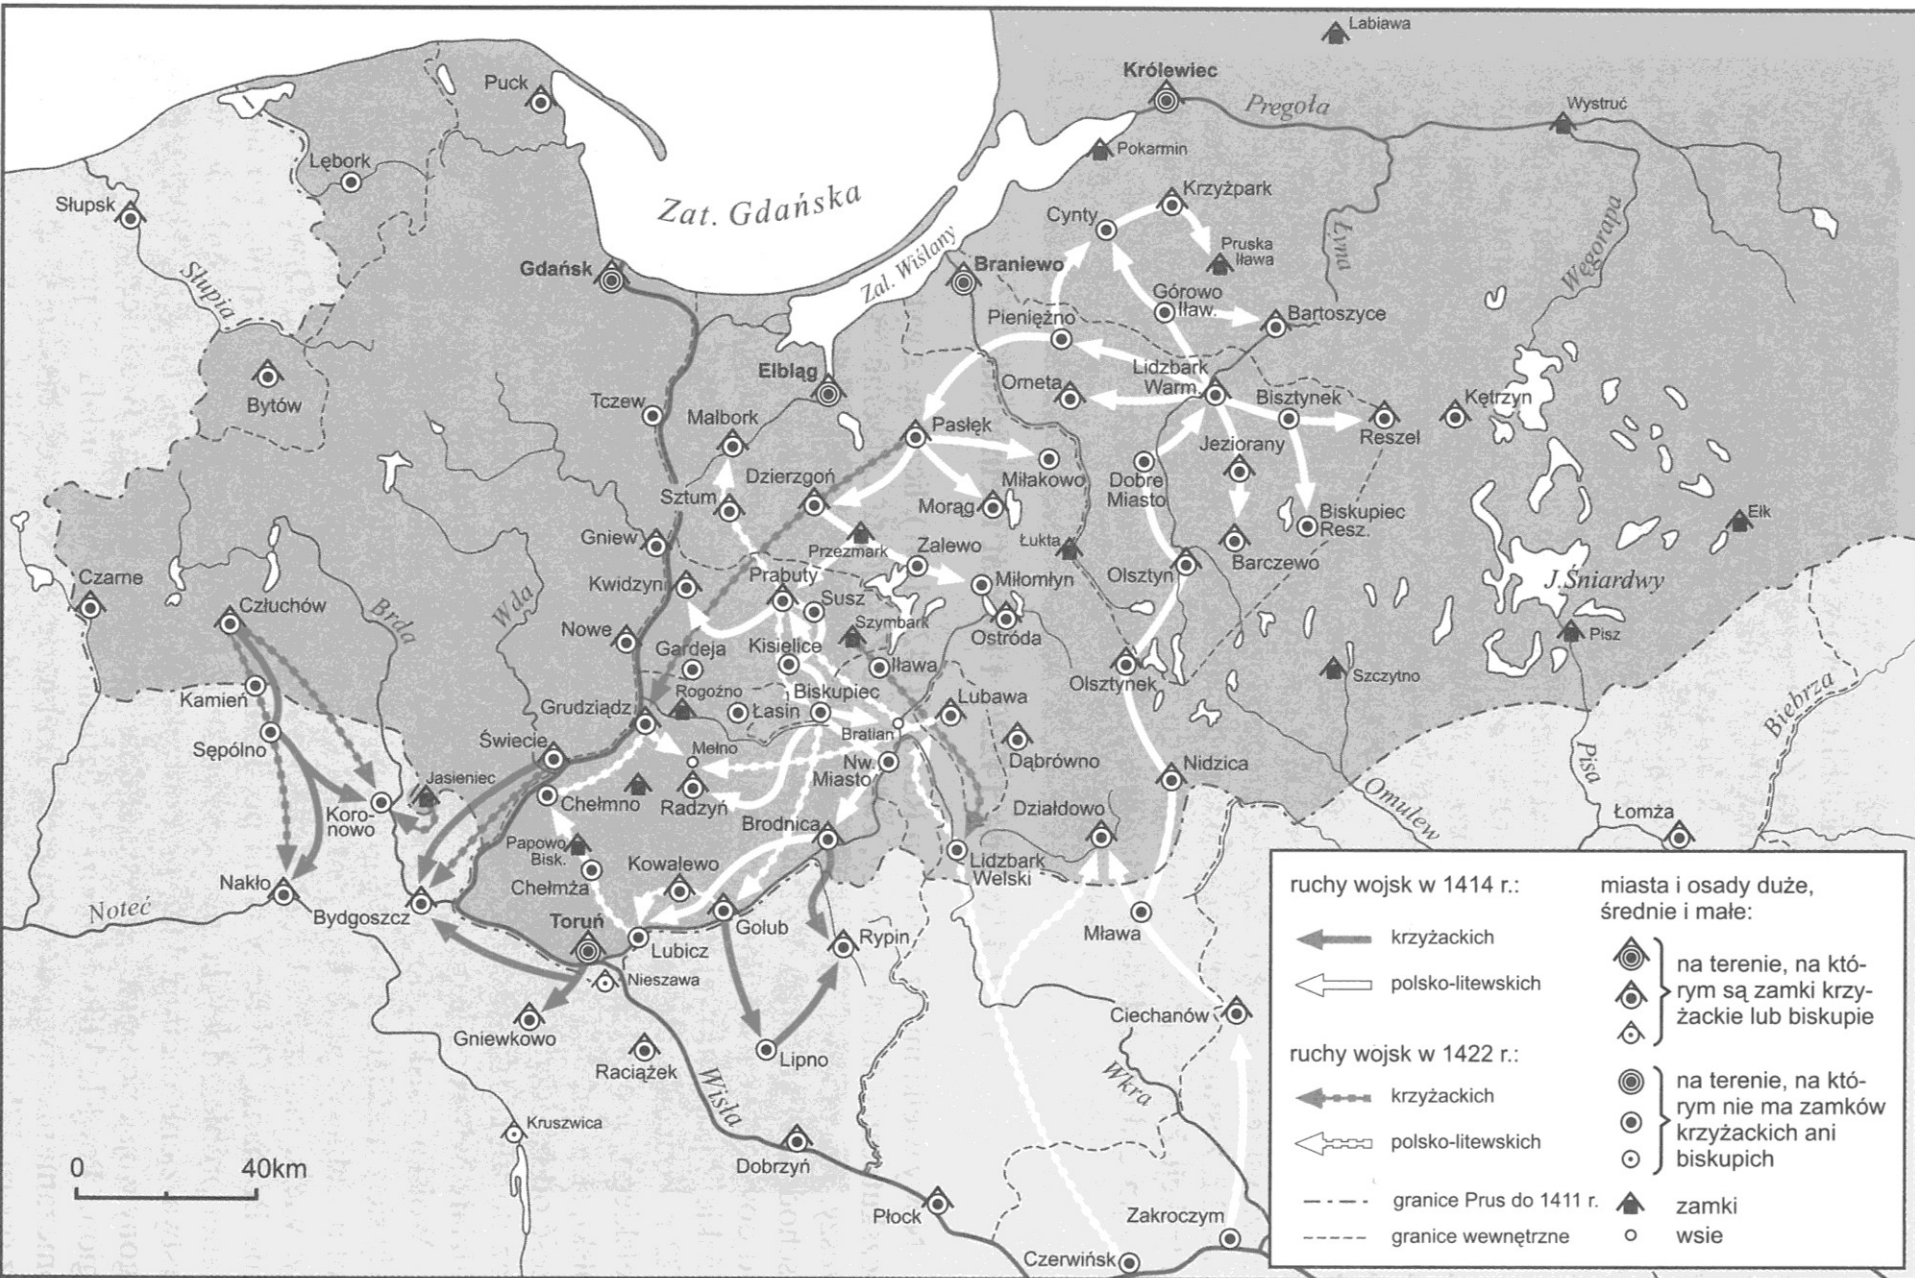 Labiawa
Królewiec
Pregoła
Wystruć
Puck
Pokarmin
Lębork
Słupsk
Zat. Gdańska
Krzyżpark
Cynty
Pruska
Iława
Łyna
Węgorapa
Słupia
Gdańsk
Zal. Wiślany
Braniewo
Górowo
Iław.
Bartoszyce
Pieniężno
Bytów
Elbląg
Lidzbark
Warm.
Orneta
Bisztynek
Kętrzyn
Reszel
Tczew
Malbork
Pasłęk
Jeziorany
Dzierzgoń
Miłakowo
Dobre
Miasto
Sztum
Morąg
Biskupiec
Resz.
Ełk
Gniew
Przezmark
Zalewo
Łukta
Barczewo
Czarne
Człuchów
Brda
Wda
Kwidzyn
Prabuty
Susz
Miłomłyn
Olsztyn
J.Śniardwy
Nowe
Gardeja
Kisielice
Szymbark
Iława
Ostróda
Pisz
Kamień
Rogoźno
Biskupiec
Lubawa
Olsztynek
Szczytno
Grudziądz
Łasin
Bratian
Sępólno
Świecie
Mełno
Nw.
Miasto
Dąbrówno
Nidzica
Biebrza
Pisa
Jasieniec
Koro-
nowo
Chełmno
Radzyń
Brodnica
Działdowo
Omulew
Łomża
Papowo
Bisk.
Chełmża
Kowalewo
Lidzbark
Welski
Nakło
Noteć
Bydgoszcz
Toruń
Lubicz
Golub
Rypin
Mława
Nieszawa
Gniewkowo
Raciążek
Lipno
Ciechanów
Wisła
Wkra
Kruszwica
Dobrzyń
Płock
Zakroczym
Czerwińsk
0 40km
ruchy wojsk w 1414 r.:
krzyżackich
polsko-litewskich
ruchy wojsk w 1422 r.:
krzyżackich
polsko-litewskich
granice Prus do 1411 r.
granice wewnętrzne
miasta i osady duże,
średnie i małe:
na terenie, na któ-
rym są zamki krzy-
żackie lub biskupie
na terenie, na któ-
rym nie ma zamków
krzyżackich ani
biskupich
zamki
wsie